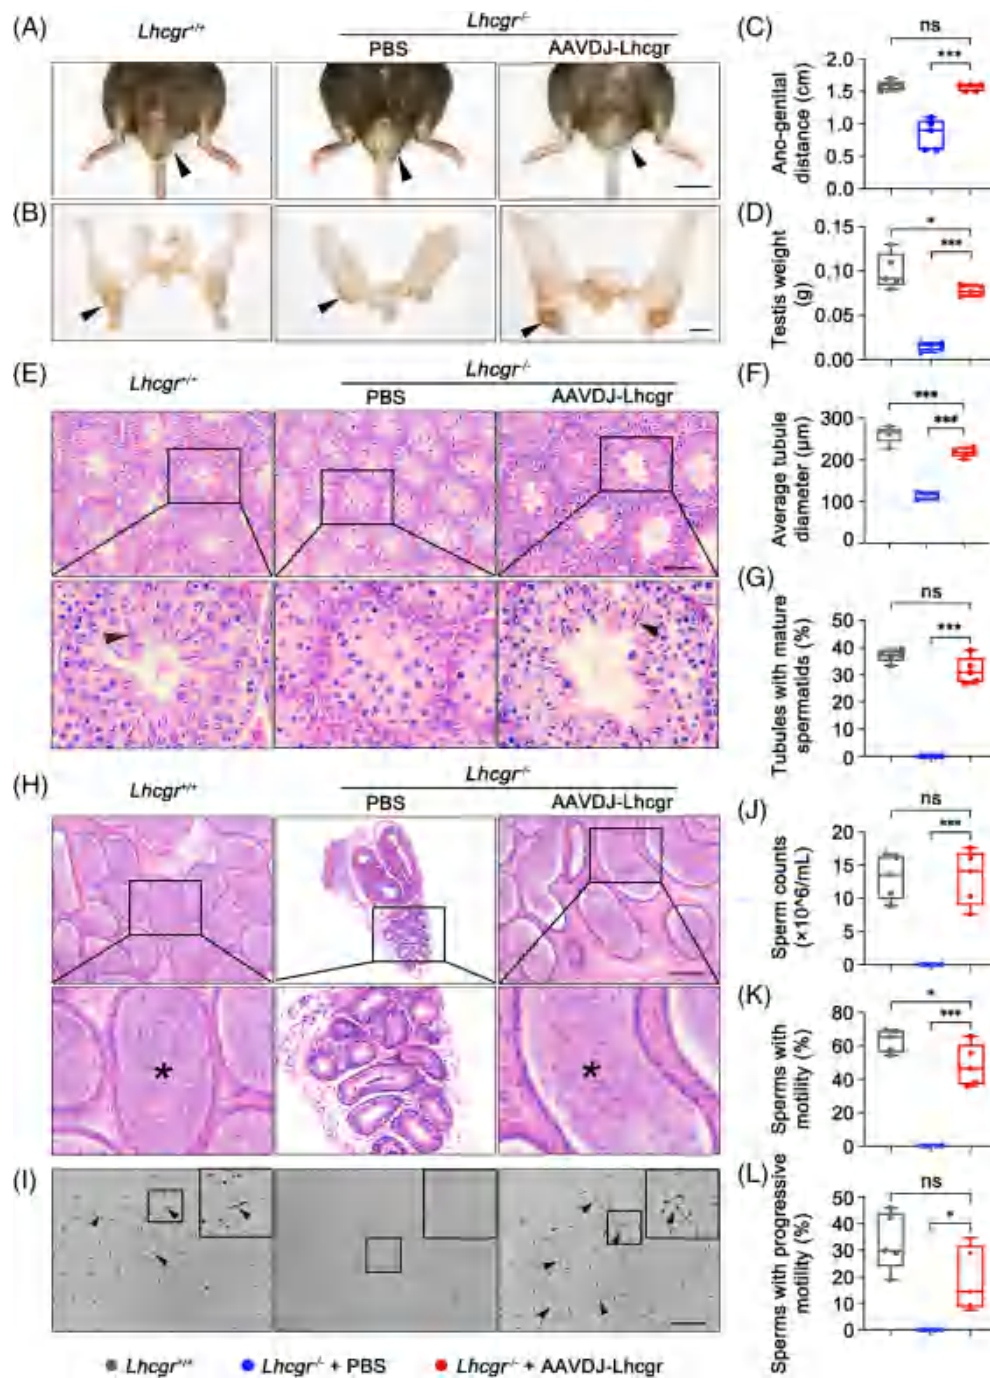 (A) Lhcgr+/+ Lhcgr-/-
PBS AAVDJ-Lhcgr
(B)
(C) Ano-genital distance (cm)
ns
***
2.0
1.5
1.0
0.5
0.0
(D) Testis weight (g)
*
***
0.15
0.10
0.05
0.00
(E) Lhcgr+/+ Lhcgr-/-
PBS AAVDJ-Lhcgr
(F) Average tubule diameter (µm)
***
***
300
200
100
0
(G) Tubules with mature spermatids (%)
ns
***
50
40
30
20
10
0
(H) Lhcgr+/+ Lhcgr-/-
PBS AAVDJ-Lhcgr
* *
(I)
(J) Sperm counts (×10^6/mL)
ns
***
20
15
10
5
0
(K) Sperms with motility (%)
*
***
80
60
40
20
0
(L) Sperms with progressive motility (%)
ns
*
50
40
30
20
10
0
Lhcgr+/+ Lhcgr-/- + PBS Lhcgr-/- + AAVDJ-Lhcgr